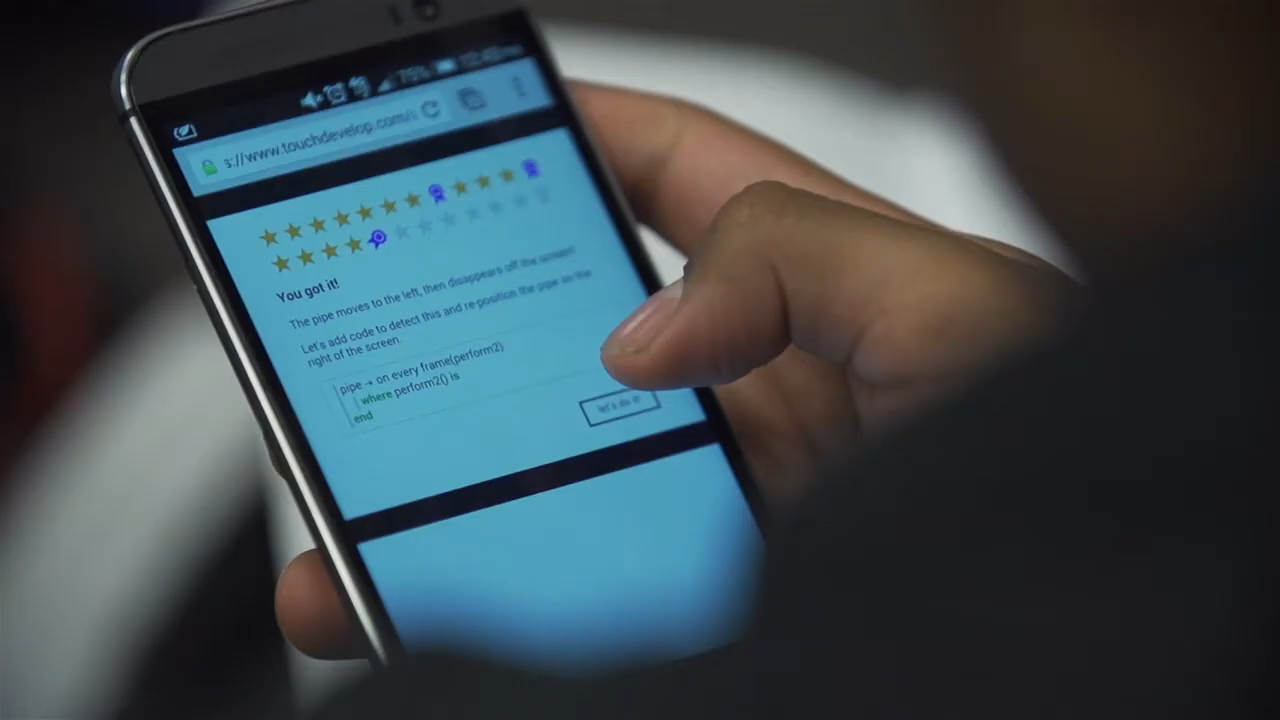 75%
s://www.touchdevelop.com/a
You got it!
The pipe moves to the left, then disappears off the screen!
Let's add code to detect this and re-position the pipe on the
right of the screen.
pipe → on every frame(perform2)
where perform2() is
end
let's do it!